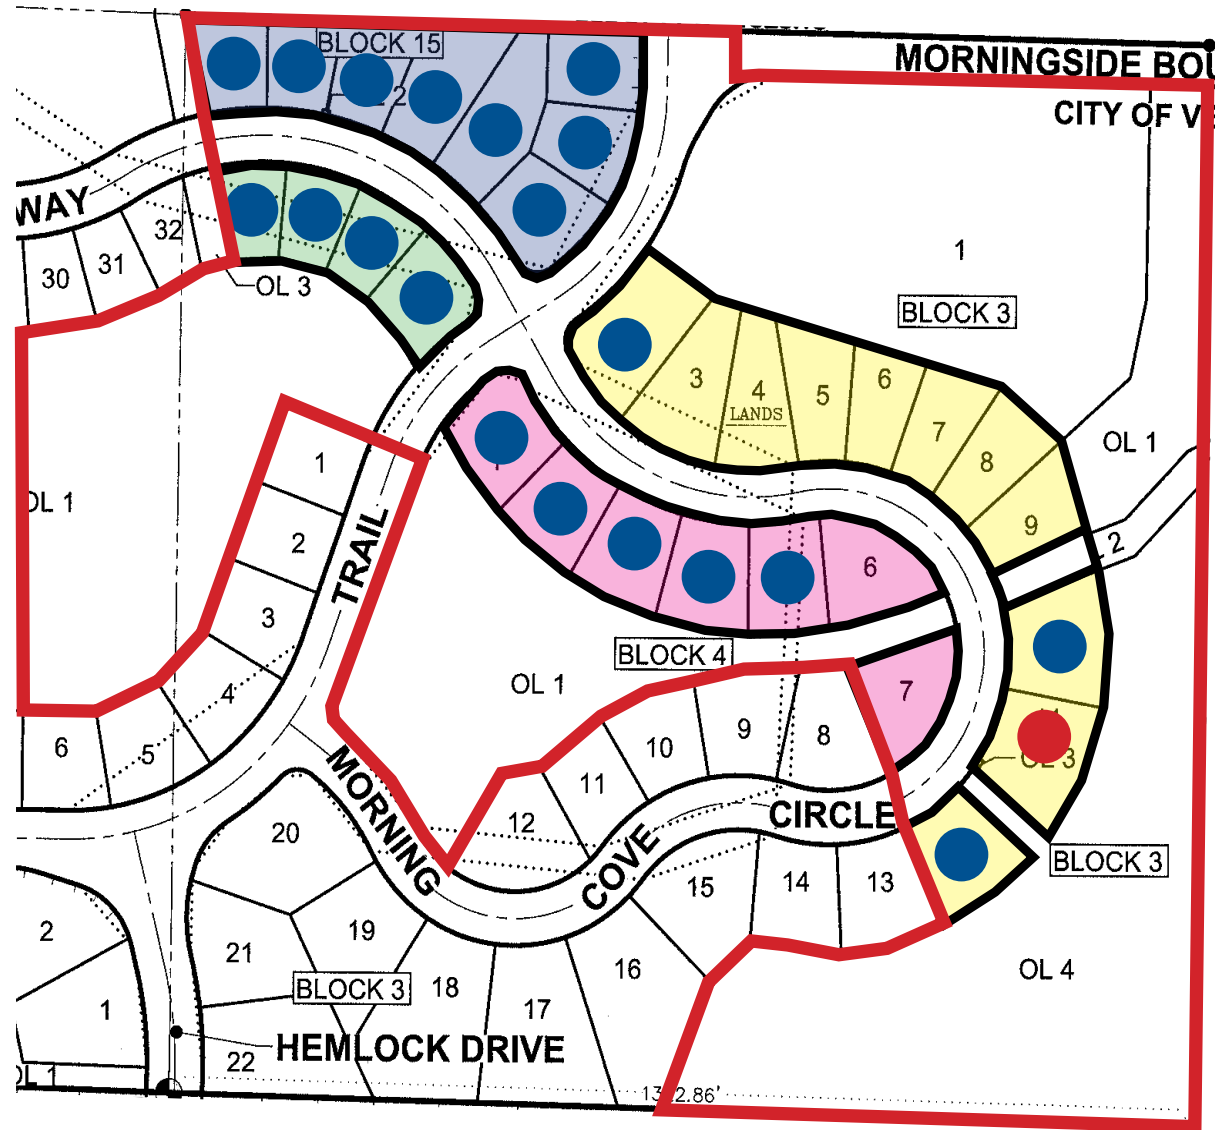 BLOCK 15
MORNINGSIDE
CITY OF
2
WAY
32
31
30
OL 3
1
BLOCK 3
3
4
LANDS
5
6
7
8
9
OL 1
2
OL 1
1
2
3
4
5
6
TRAIL
6
7
BLOCK 4
OL 1
8
9
10
11
12
OL 3
MORNING
COVE
CIRCLE
BLOCK 3
20
13
14
15
16
17
18
19
21
22
BLOCK 3
2
1
OL 4
HEMLOCK DRIVE